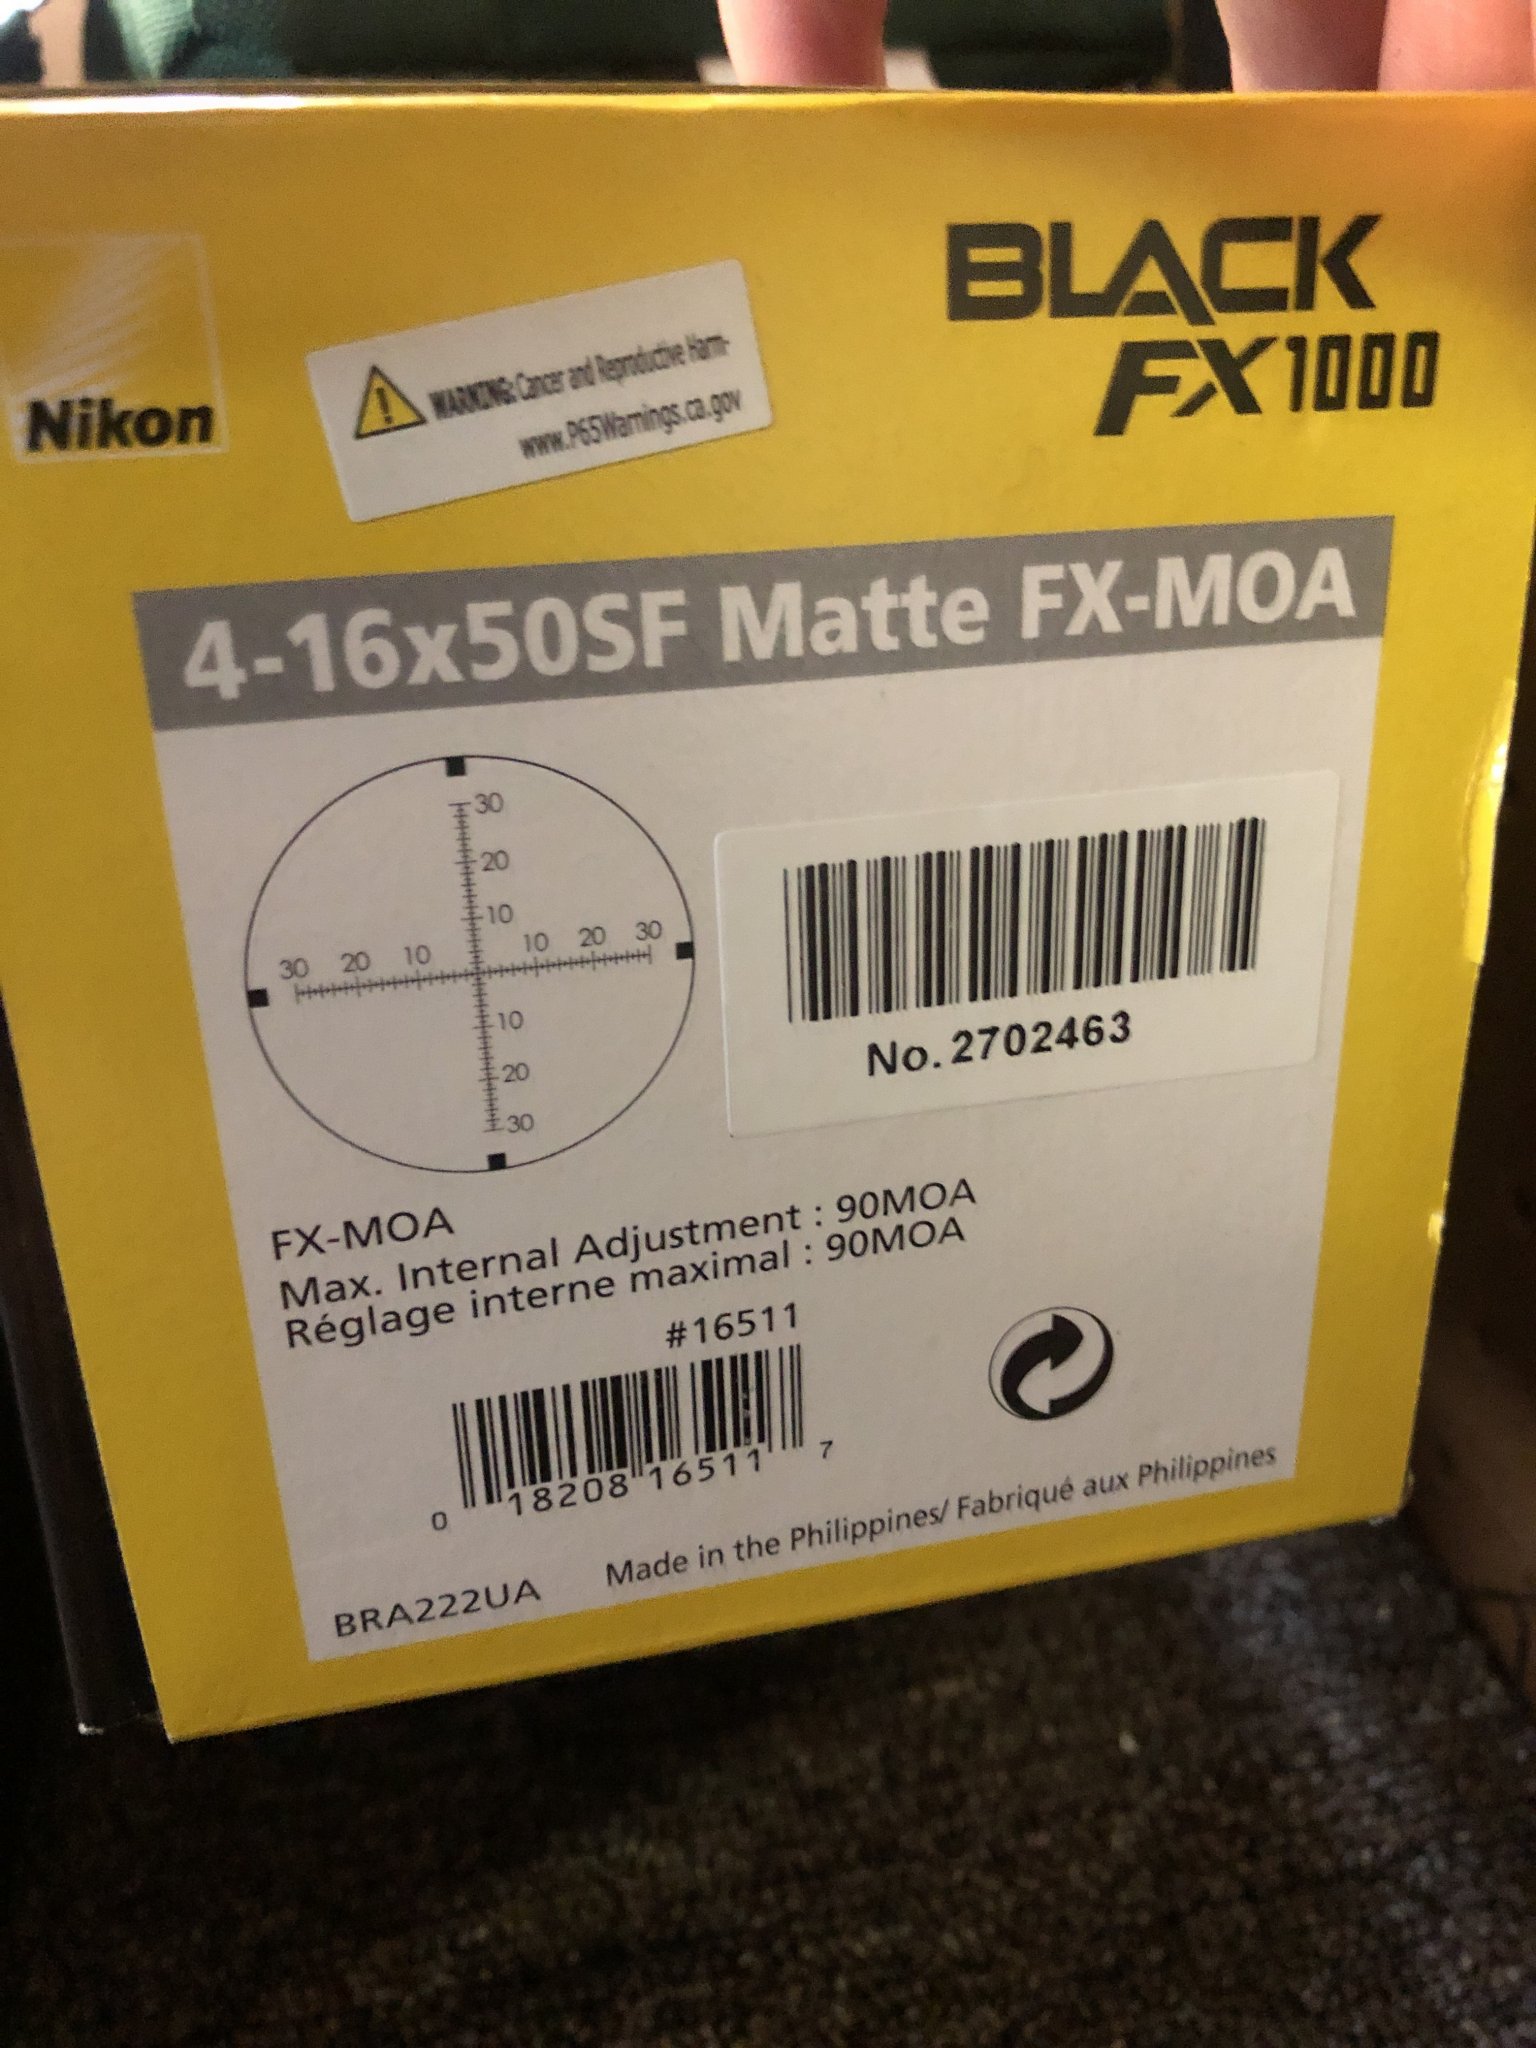 Nikon
BLACK
FX1000
WARNING: Cancer and Reproductive Harm-
www.P65Warnings.ca.gov
4-16x50SF Matte FX-MOA
30
20
10
30 20 10 10 20 30
10
20
30
No. 2702463
FX-MOA
Max. Internal Adjustment : 90MOA
Réglage interne maximal : 90MOA
#16511
0 18208 16511 7
Made in the Philippines/ Fabriqué aux Philippines
BRA222UA